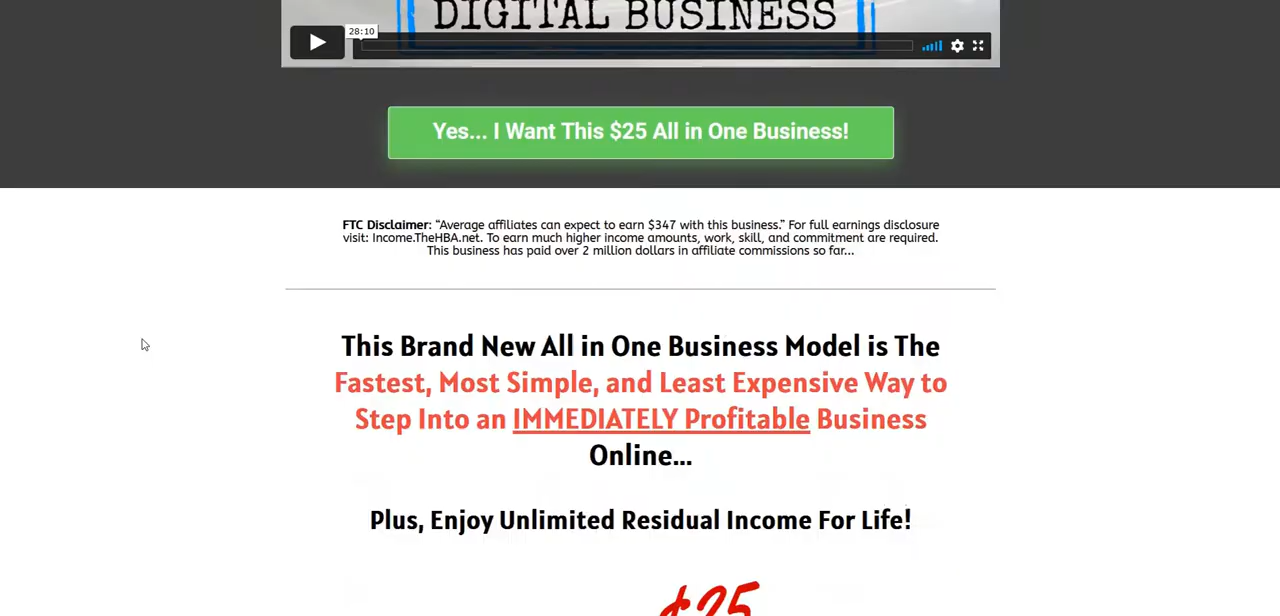 DIGITAL BUSINESS
28:10
Yes... I Want This $25 All in One Business!
FTC Disclaimer: “Average affiliates can expect to earn $347 with this business.” For full earnings disclosure
visit: Income.TheHBA.net. To earn much higher income amounts, work, skill, and commitment are required.
This business has paid over 2 million dollars in affiliate commissions so far...
This Brand New All in One Business Model is The
Fastest, Most Simple, and Least Expensive Way to
Step Into an IMMEDIATELY Profitable Business
Online...
Plus, Enjoy Unlimited Residual Income For Life!
$25